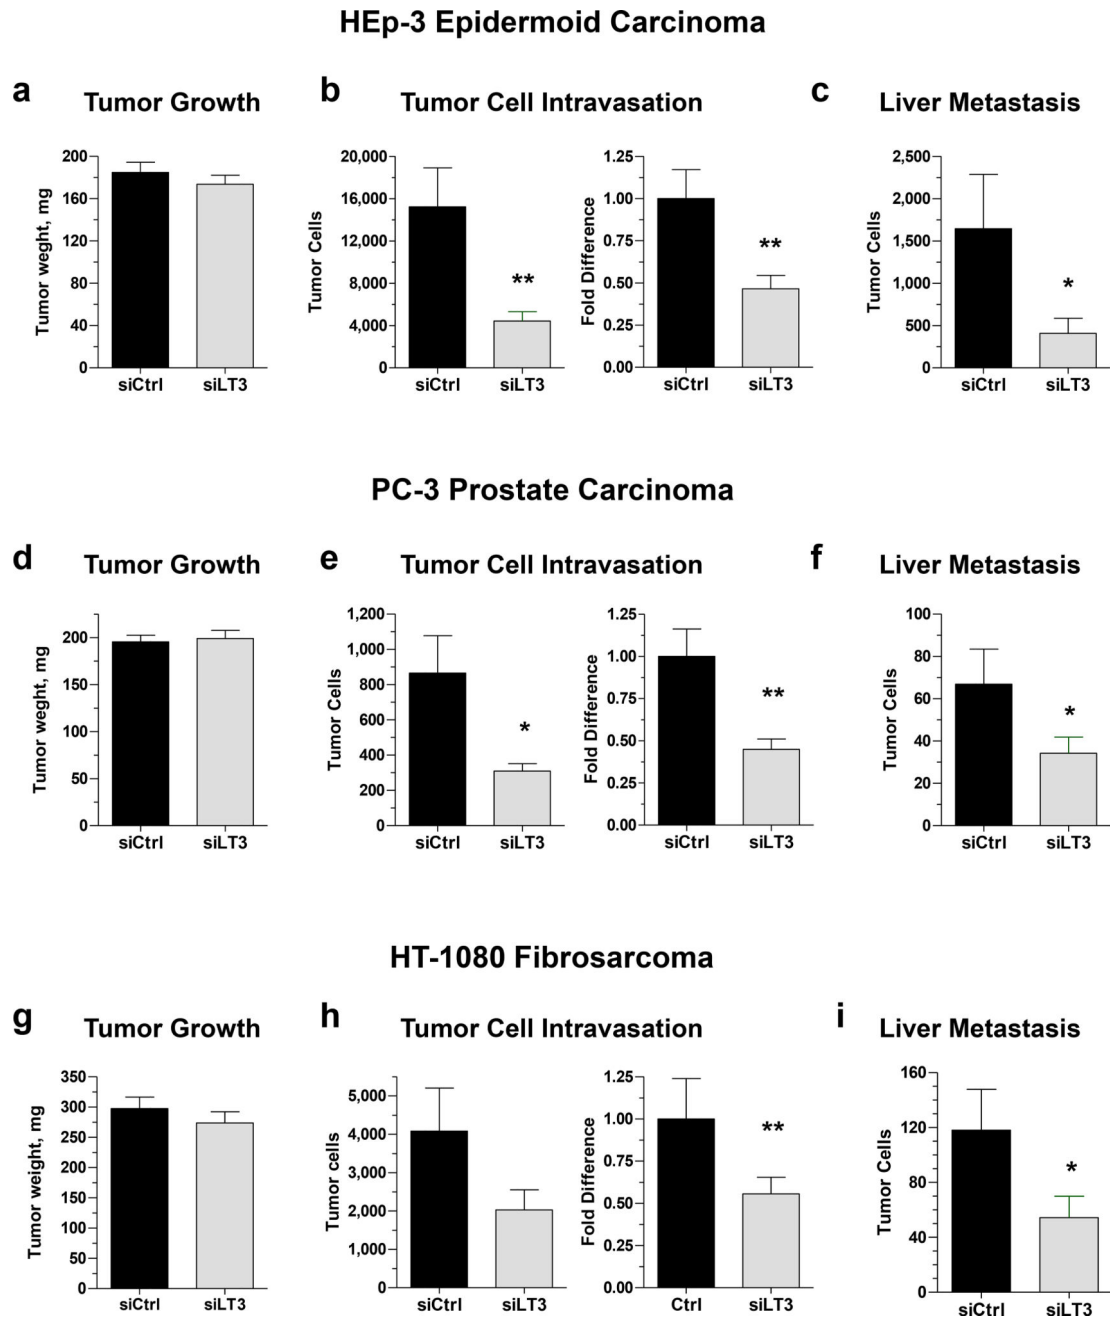 HEp-3 Epidermoid Carcinoma
a Tumor Growth
Tumor weght, mg
200
160
120
80
40
0
siCtrl siLT3
b Tumor Cell Intravasation
Tumor Cells
20,000
16,000
12,000
8,000
4,000
0
**
siCtrl siLT3
Fold Difference
1.25
1.00
0.75
0.50
0.25
0.00
**
siCtrl siLT3
c Liver Metastasis
Tumor Cells
2,500
2,000
1,500
1,000
500
0
*
siCtrl siLT3
PC-3 Prostate Carcinoma
d Tumor Growth
Tumor weght, mg
200
150
100
50
0
siCtrl siLT3
e Tumor Cell Intravasation
Tumor Cells
1,200
1,000
800
600
400
200
0
*
siCtrl siLT3
Fold Difference
1.25
1.00
0.75
0.50
0.25
0.00
**
siCtrl siLT3
f Liver Metastasis
Tumor Cells
100
80
60
40
20
0
*
siCtrl siLT3
HT-1080 Fibrosarcoma
g Tumor Growth
Tumor weight, mg
350
300
250
200
150
100
50
0
siCtrl siLT3
h Tumor Cell Intravasation
Tumor cells
5,000
4,000
3,000
2,000
1,000
0
siCtrl siLT3
Fold Difference
1.25
1.00
0.75
0.50
0.25
0.00
**
Ctrl siLT3
i Liver Metastasis
Tumor Cells
160
120
80
40
0
*
siCtrl siLT3